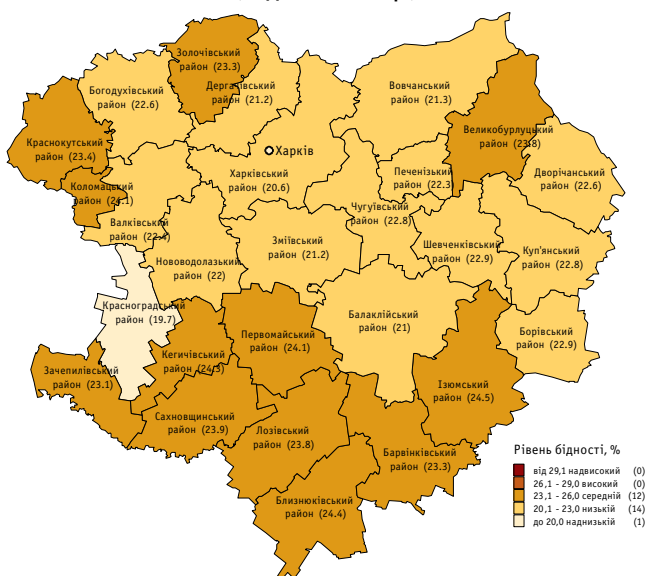 Золочівський
район (23.3)
Богодухівський
район (22.6)
Дергачівський
район (21.2)
Вовчанський
район (21.3)
Великобурлуцький
район (23.8)
Краснокутський
район (23.4)
Харків
Коломацький
(24.1)
Харківський
район (20.6)
Печенізький
район (22.3)
Дворічанський
район (22.6)
Валківський
район (22.4)
Чугуївський
район (22.8)
Зміївський
район (21.2)
Шевченківський
район (22.9)
Куп'янський
район (22.8)
Нововодолазький
район (22)
Красноградський
район (19.7)
Балаклійський
район (21)
Борівський
район (22.9)
Первомайський
район (24.1)
Кегичівський
район (24.3)
Зачепилівський
район (23.1)
Ізюмський
район (24.5)
Сахновщинський
район (23.9)
Лозівський
район (23.8)
Барвінківський
район (23.3)
Близнюківський
район (24.4)
Рівень бідності, %
від 29,1 надвисокий (0)
26,1 - 29,0 високий (0)
23,1 - 26,0 середній (12)
20,1 - 23,0 низькій (14)
до 20,0 наднизькій (1)